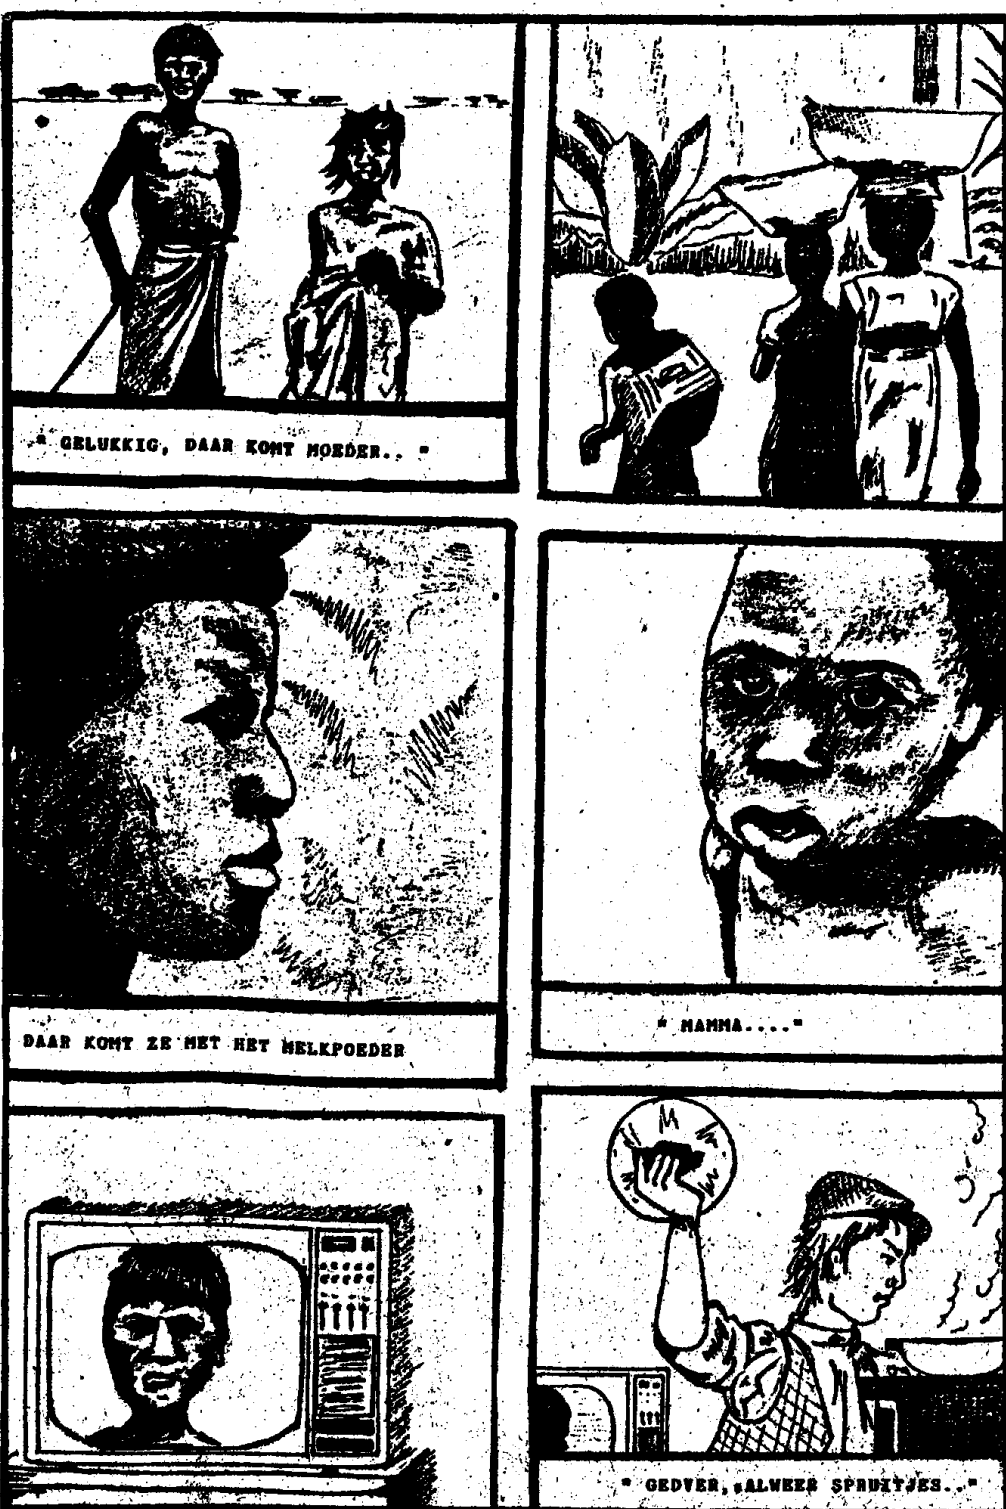 " GELUKKIG, DAAR KOMT MOEDER.. "
DAAR KOMT ZE MET HET MELKPOEDER
" MAMMA...."
" GEDVER, ALWEER SPRUITJES.."